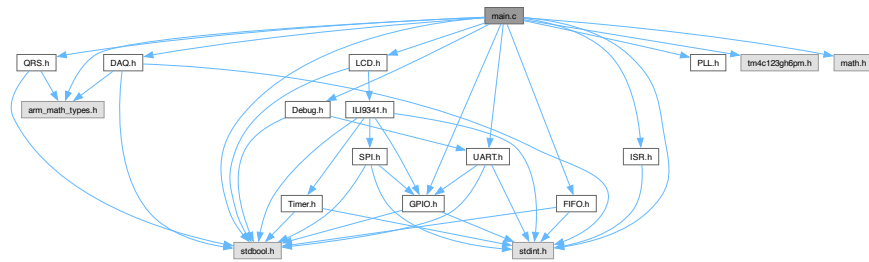 main.c
QRS.h
DAQ.h
LCD.h
PLL.h
tm4c123gh6pm.h
math.h
arm_math_types.h
Debug.h
ILI9341.h
SPI.h
UART.h
ISR.h
Timer.h
GPIO.h
FIFO.h
stdbool.h
stdint.h